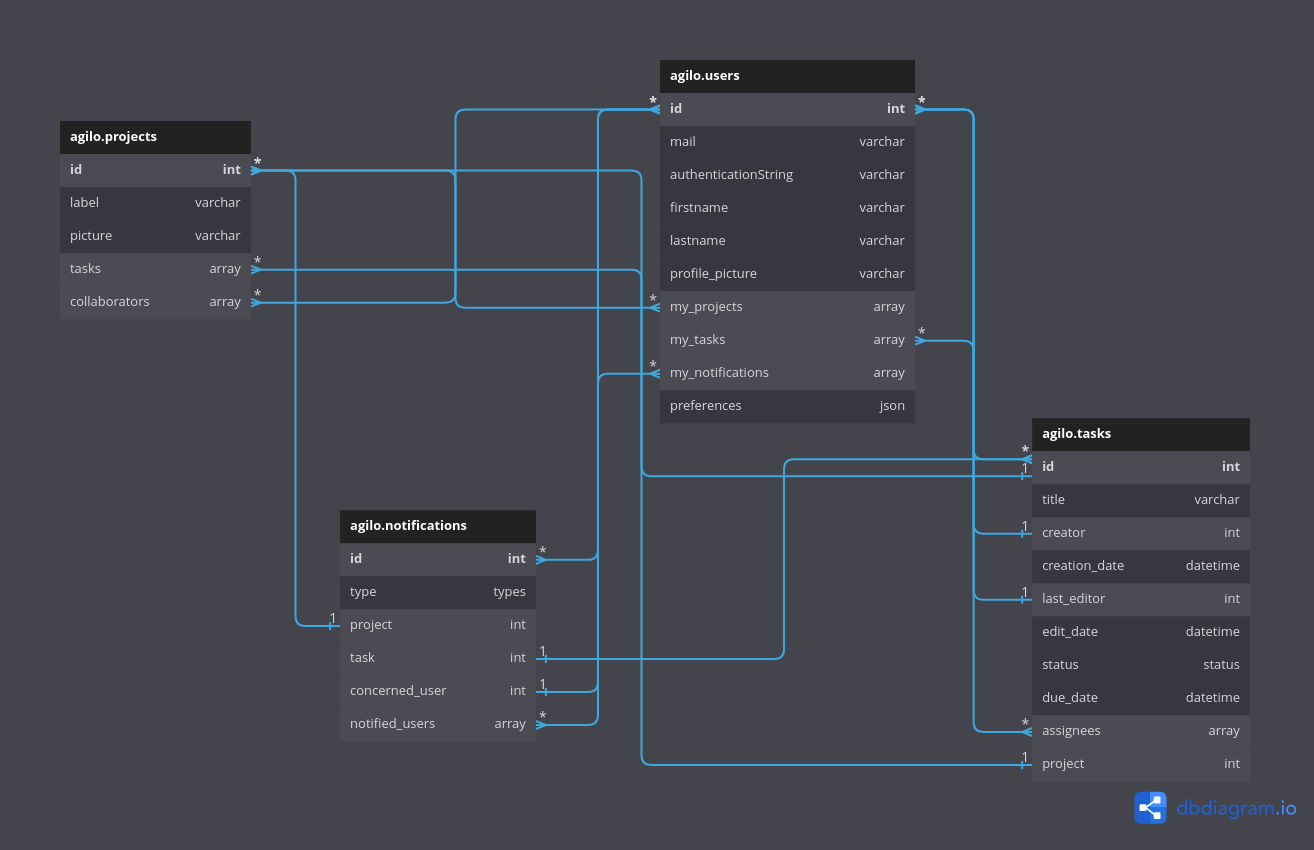 agilo.users
* id int *
mail varchar
authenticationString varchar
firstname varchar
lastname varchar
profile_picture varchar
* my_projects array
my_tasks array *
* my_notifications array
preferences json
agilo.projects
id int *
label varchar
picture varchar
tasks array *
collaborators array *
agilo.tasks
* 1 id int
title varchar
1 creator int
creation_date datetime
1 last_editor int
edit_date datetime
status status
due_date datetime
* assignees array
1 project int
agilo.notifications
id int *
type types
1 project int
task int 1
concerned_user int 1
notified_users array *
dbdiagram.io